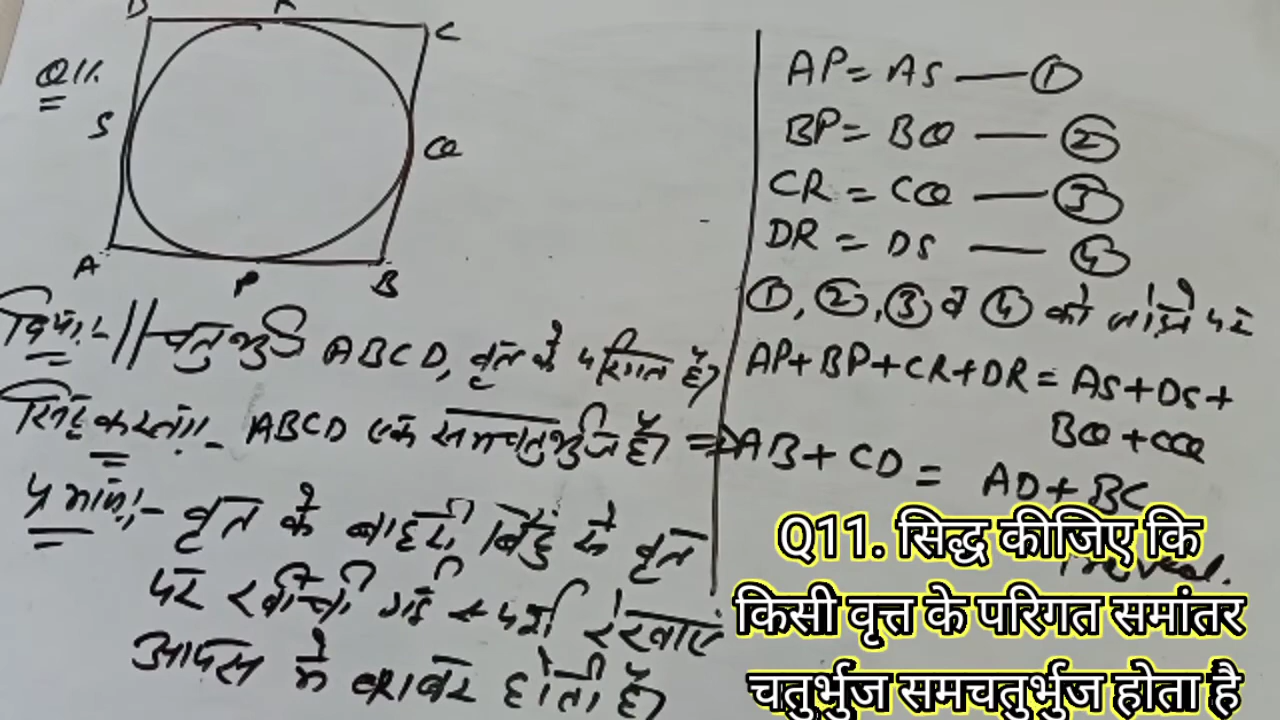 Q11.
D R C
S Q
A P B
दिया:- ||चतुर्भुज ABCD, वृत के परिगत है।
सिद्ध करना:- ABCD एक समचतुर्भुज है।
प्रमाण:- वृत के बाहरी बिंदु से वृत
पर खींची गई स्पर्श रेखाएं
आपस में बराबर होती है।
AP = AS — ①
BP = BQ — ②
CR = CQ — ③
DR = DS — ④
①, ②, ③ व ④ को जोड़ने पर
AP+BP+CR+DR = AS+DS+
BQ+CQ
⇒ AB+CD = AD+BC
Q11. सिद्ध कीजिए कि
किसी वृत्त के परिगत समांतर
चतुर्भुज समचतुर्भुज होता है